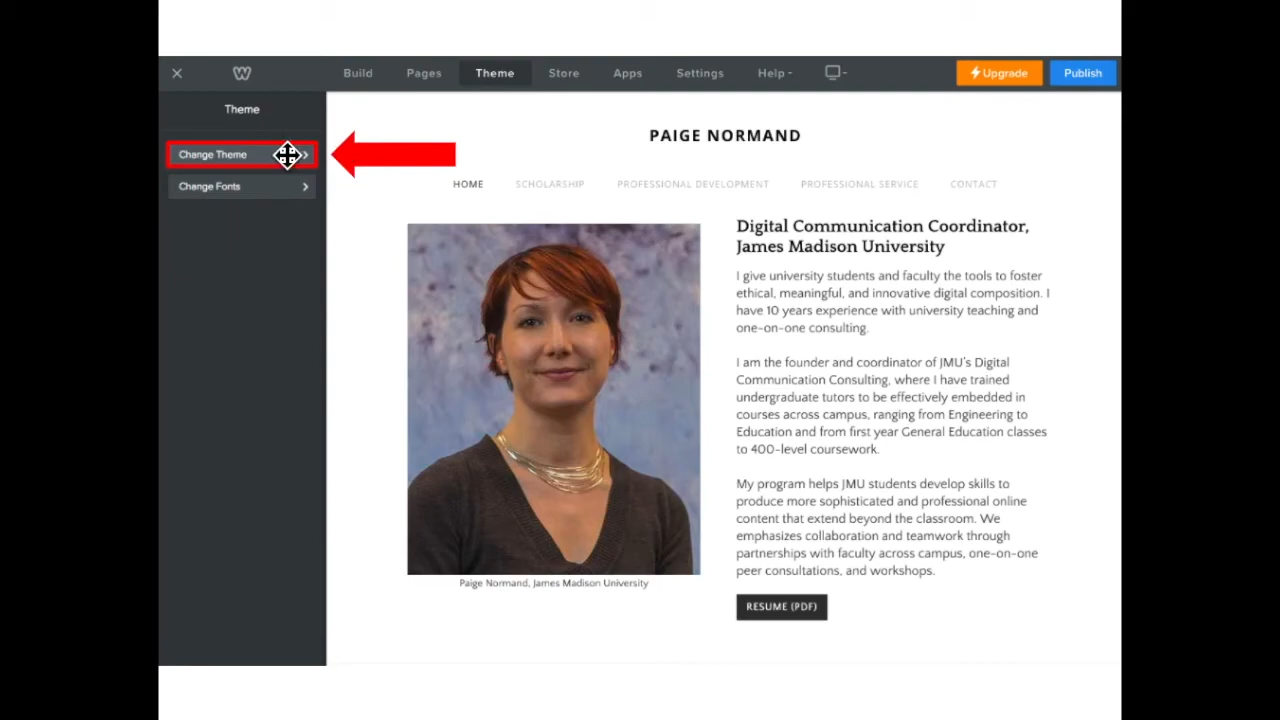 Build Pages Theme Store Apps Settings Help Upgrade Publish
Theme
Change Theme
Change Fonts
PAIGE NORMAND
HOME SCHOLARSHIP PROFESSIONAL DEVELOPMENT PROFESSIONAL SERVICE CONTACT
Digital Communication Coordinator,
James Madison University
I give university students and faculty the tools to foster
ethical, meaningful, and innovative digital composition. I
have 10 years experience with university teaching and
one-on-one consulting.
I am the founder and coordinator of JMU's Digital
Communication Consulting, where I have trained
undergraduate tutors to be effectively embedded in
courses across campus, ranging from Engineering to
Education and from first year General Education classes
to 400-level coursework.
My program helps JMU students develop skills to
produce more sophisticated and professional online
content that extend beyond the classroom. We
emphasizes collaboration and teamwork through
partnerships with faculty across campus, one-on-one
peer consultations, and workshops.
Paige Normand, James Madison University
RESUME (PDF)